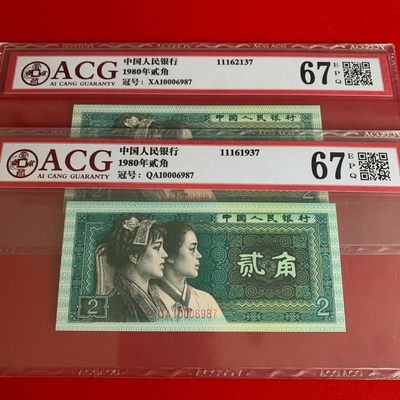 ACG
AI CANG GUARANTY
中国人民银行 11162137
1980年贰角
冠号：XA10006987
67 EPQ
ACG
AI CANG GUARANTY
中国人民银行 11161937
1980年贰角
冠号：QA10006987
67 EPQ
中国人民银行
贰角
2
QA10006987
2